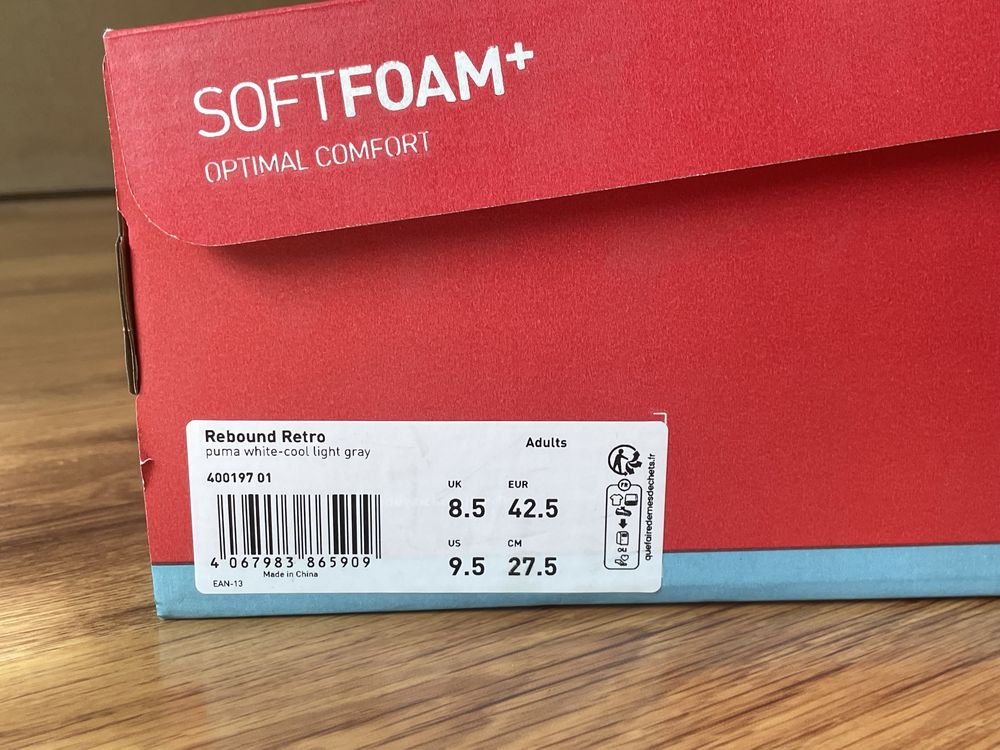 SOFTFOAM+
OPTIMAL COMFORT
Rebound Retro
puma white-cool light gray
Adults
400197 01
UK
8.5
EUR
42.5
US
9.5
CM
27.5
4 067983 865909
Made in China
EAN-13
FR
OU
quefairedemesdechets.fr